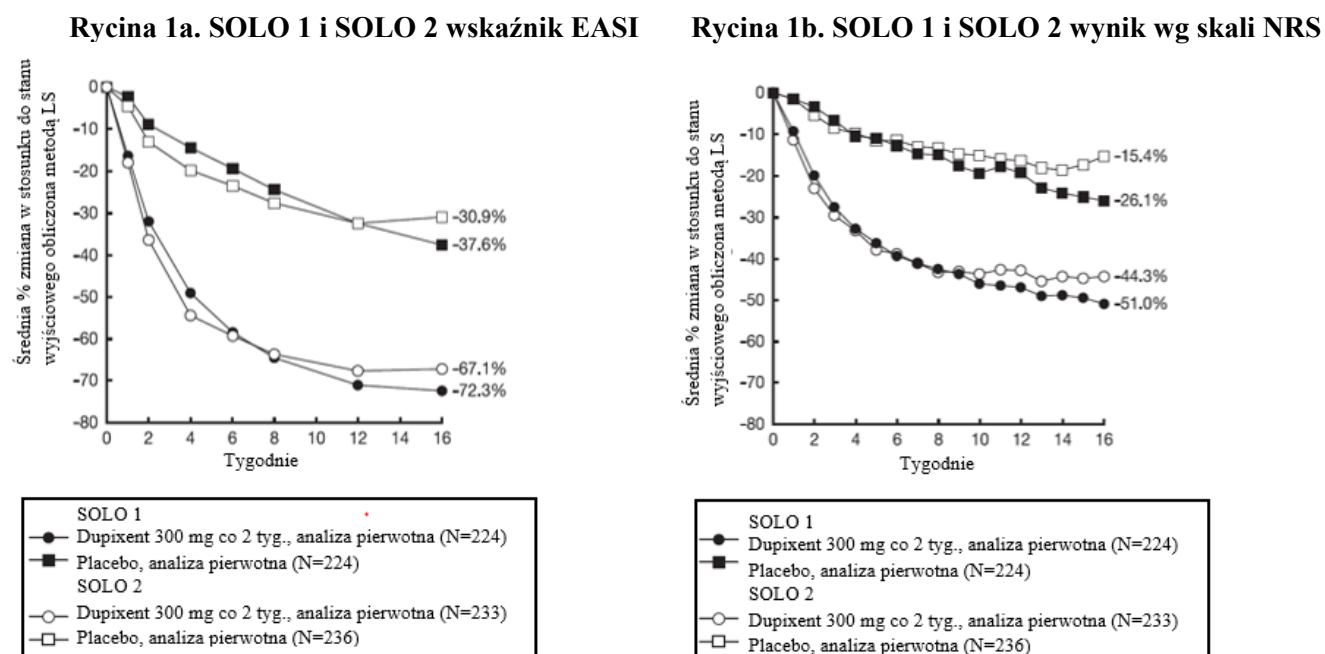 Rycina 1a. SOLO 1 i SOLO 2 wskaźnik EASI
Średnia % zmiana w stosunku do stanu
wyjściowego obliczona metodą LS
0
-10
-20
-30
-40
-50
-60
-70
-80
-30.9%
-37.6%
-67.1%
-72.3%
0 2 4 6 8 10 12 14 16
Tygodnie
SOLO 1
Dupixent 300 mg co 2 tyg., analiza pierwotna (N=224)
Placebo, analiza pierwotna (N=224)
SOLO 2
Dupixent 300 mg co 2 tyg., analiza pierwotna (N=233)
Placebo, analiza pierwotna (N=236)
Rycina 1b. SOLO 1 i SOLO 2 wynik wg skali NRS
Średnia % zmiana w stosunku do stanu
wyjściowego obliczona metodą LS
0
-10
-20
-30
-40
-50
-60
-70
-80
-15.4%
-26.1%
-44.3%
-51.0%
0 2 4 6 8 10 12 14 16
Tygodnie
SOLO 1
Dupixent 300 mg co 2 tyg., analiza pierwotna (N=224)
Placebo, analiza pierwotna (N=224)
SOLO 2
Dupixent 300 mg co 2 tyg., analiza pierwotna (N=233)
Placebo, analiza pierwotna (N=236)